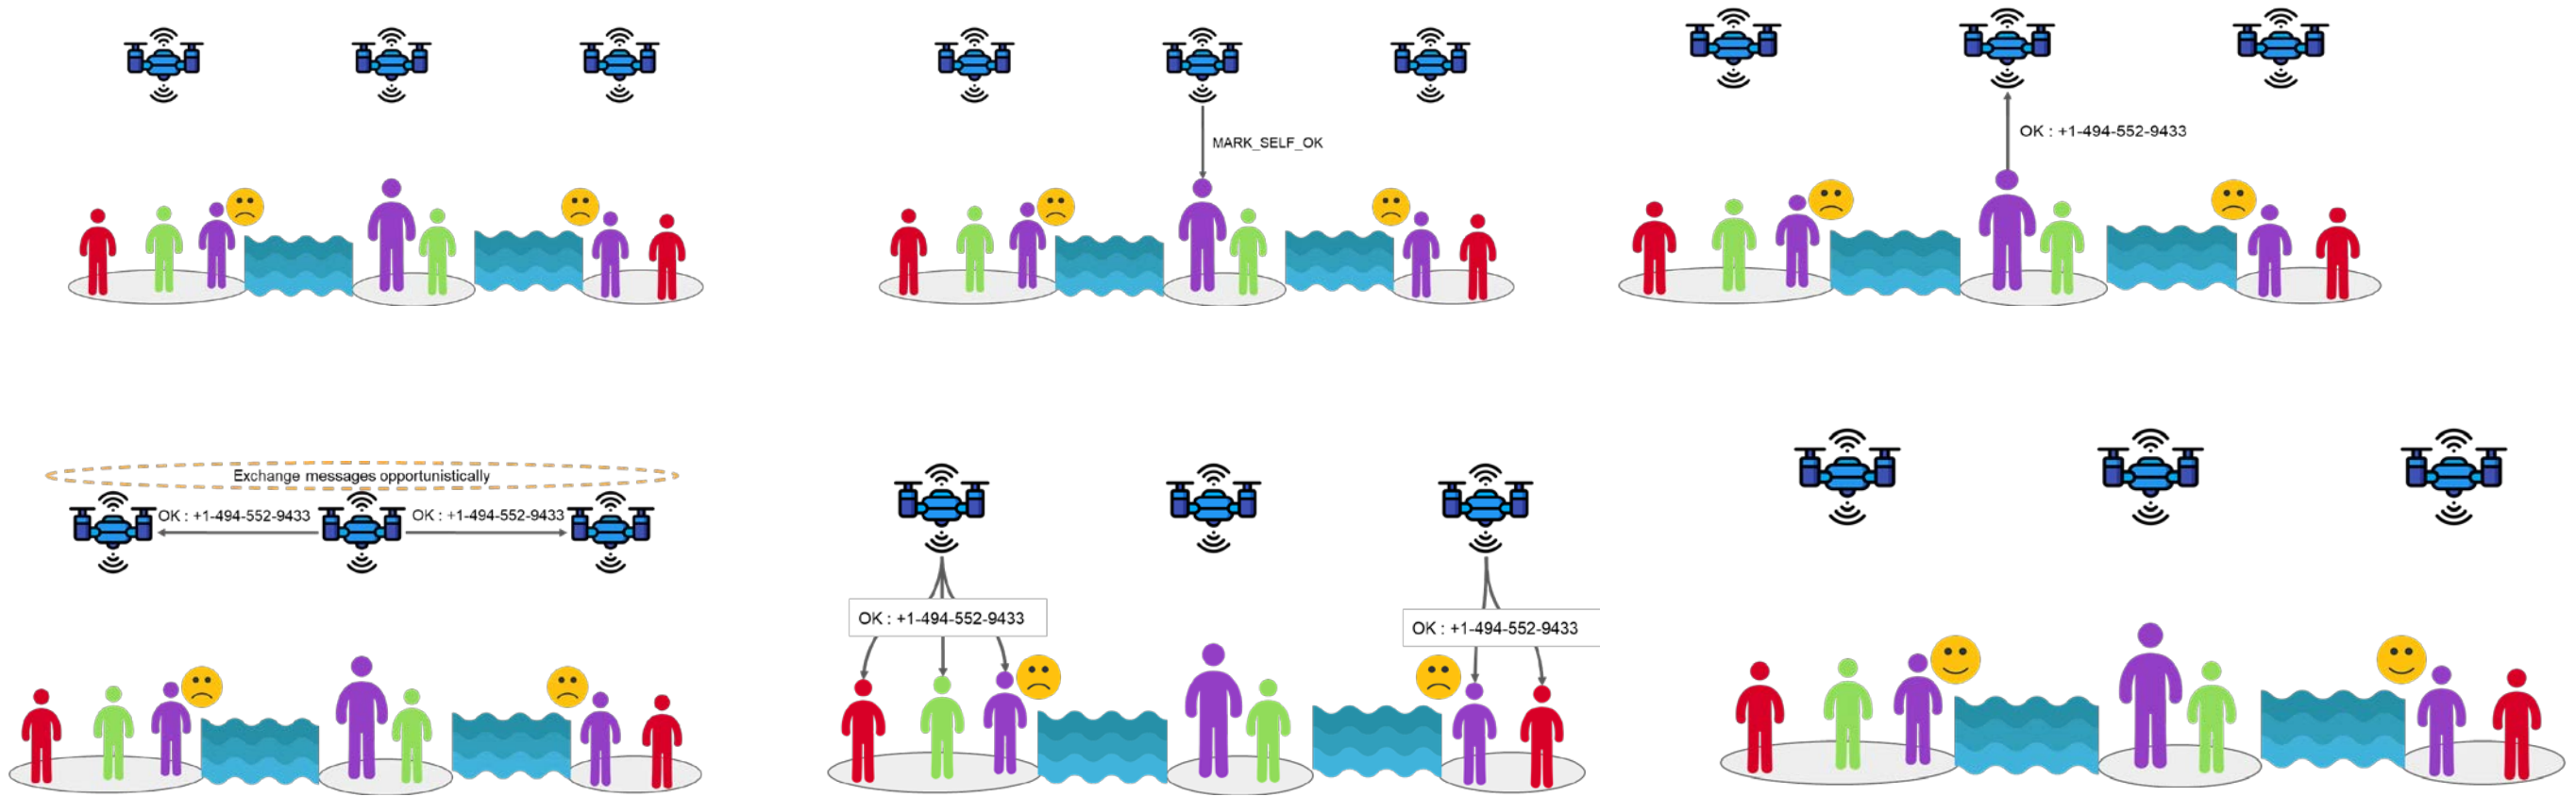 MARK_SELF_OK
OK : +1-494-552-9433
Exchange messages opportunistically
OK : +1-494-552-9433
OK : +1-494-552-9433
OK : +1-494-552-9433
OK : +1-494-552-9433